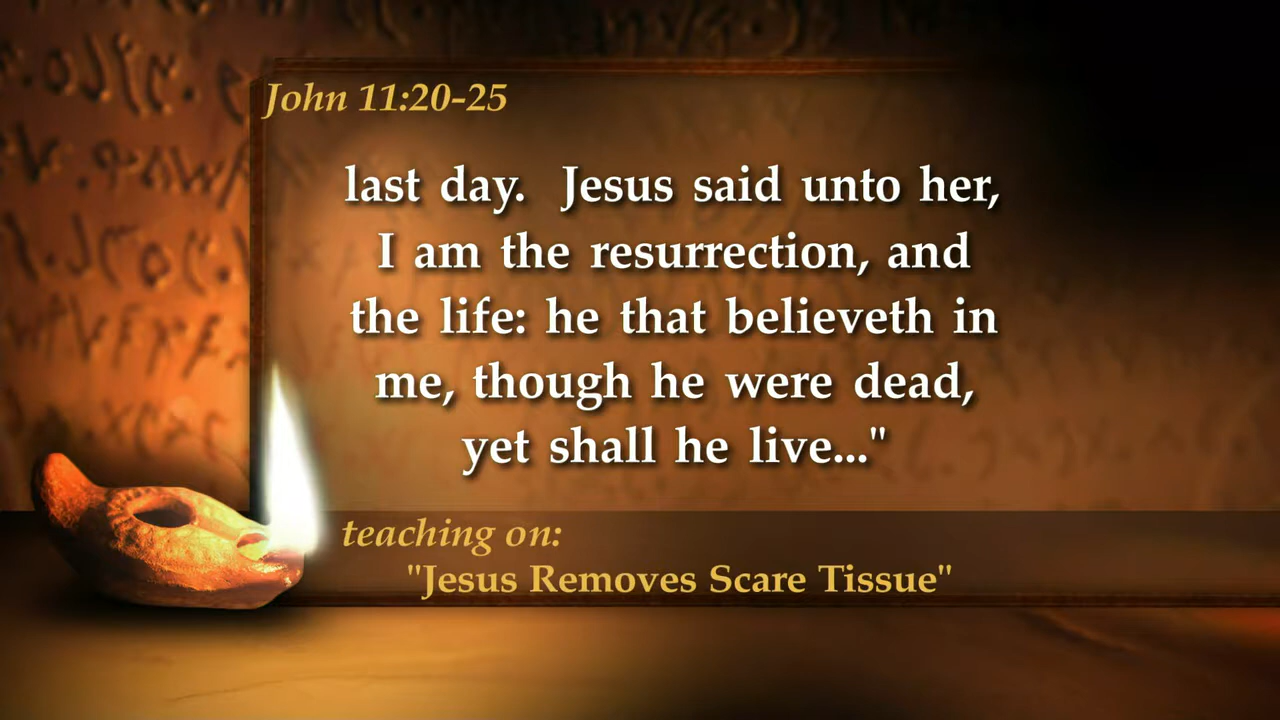 John 11:20-25
last day. Jesus said unto her,
I am the resurrection, and
the life: he that believeth in
me, though he were dead,
yet shall he live..."
teaching on:
"Jesus Removes Scare Tissue"